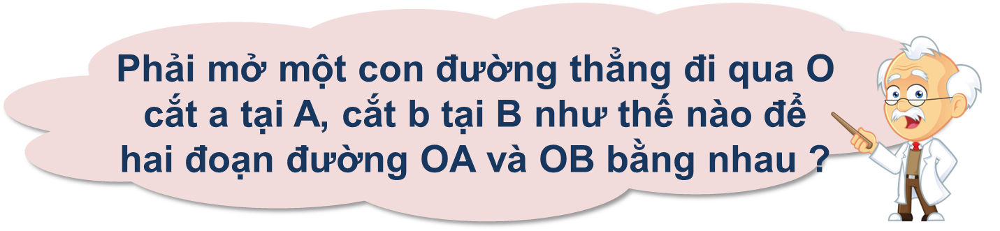 Phải mở một con đường thẳng đi qua O
cắt a tại A, cắt b tại B như thế nào để
hai đoạn đường OA và OB bằng nhau ?